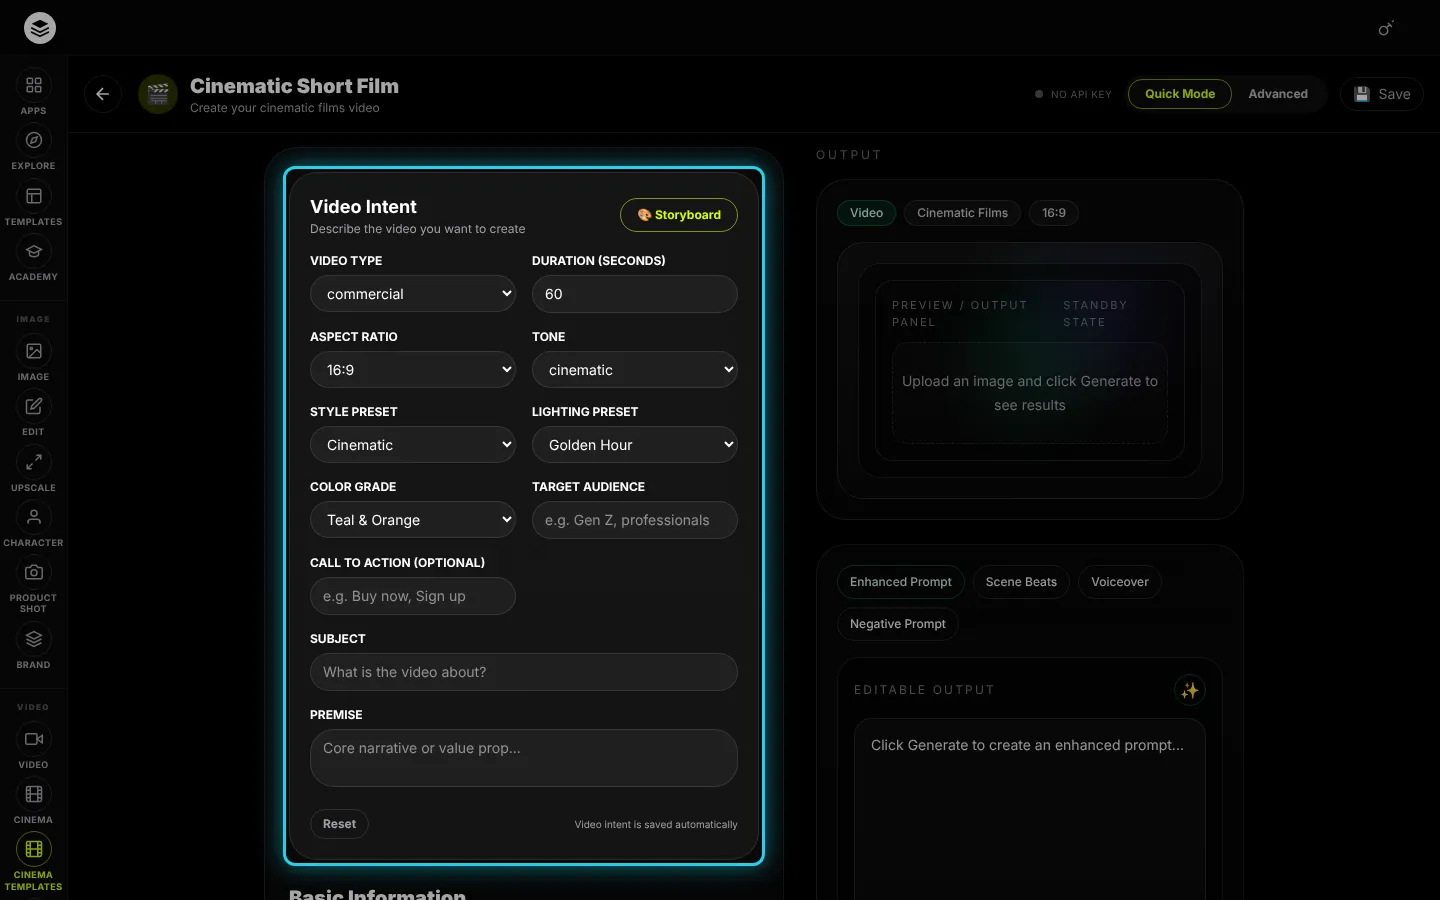 Cinematic Short Film
Create your cinematic films video
NO API KEY
Quick Mode
Advanced
Save
APPS
EXPLORE
TEMPLATES
ACADEMY
IMAGE
IMAGE
EDIT
UPSCALE
CHARACTER
PRODUCT
SHOT
BRAND
VIDEO
VIDEO
CINEMA
CINEMA
TEMPLATES
Video Intent
Describe the video you want to create
Storyboard
VIDEO TYPE
DURATION (SECONDS)
commercial
60
ASPECT RATIO
TONE
16:9
cinematic
STYLE PRESET
LIGHTING PRESET
Cinematic
Golden Hour
COLOR GRADE
TARGET AUDIENCE
Teal & Orange
e.g. Gen Z, professionals
CALL TO ACTION (OPTIONAL)
e.g. Buy now, Sign up
SUBJECT
What is the video about?
PREMISE
Core narrative or value prop...
Reset
Video intent is saved automatically
Basic Information
OUTPUT
Video
Cinematic Films
16:9
PREVIEW / OUTPUT
PANEL
STANDBY
STATE
Upload an image and click Generate to
see results
Enhanced Prompt
Scene Beats
Voiceover
Negative Prompt
EDITABLE OUTPUT
Click Generate to create an enhanced prompt...